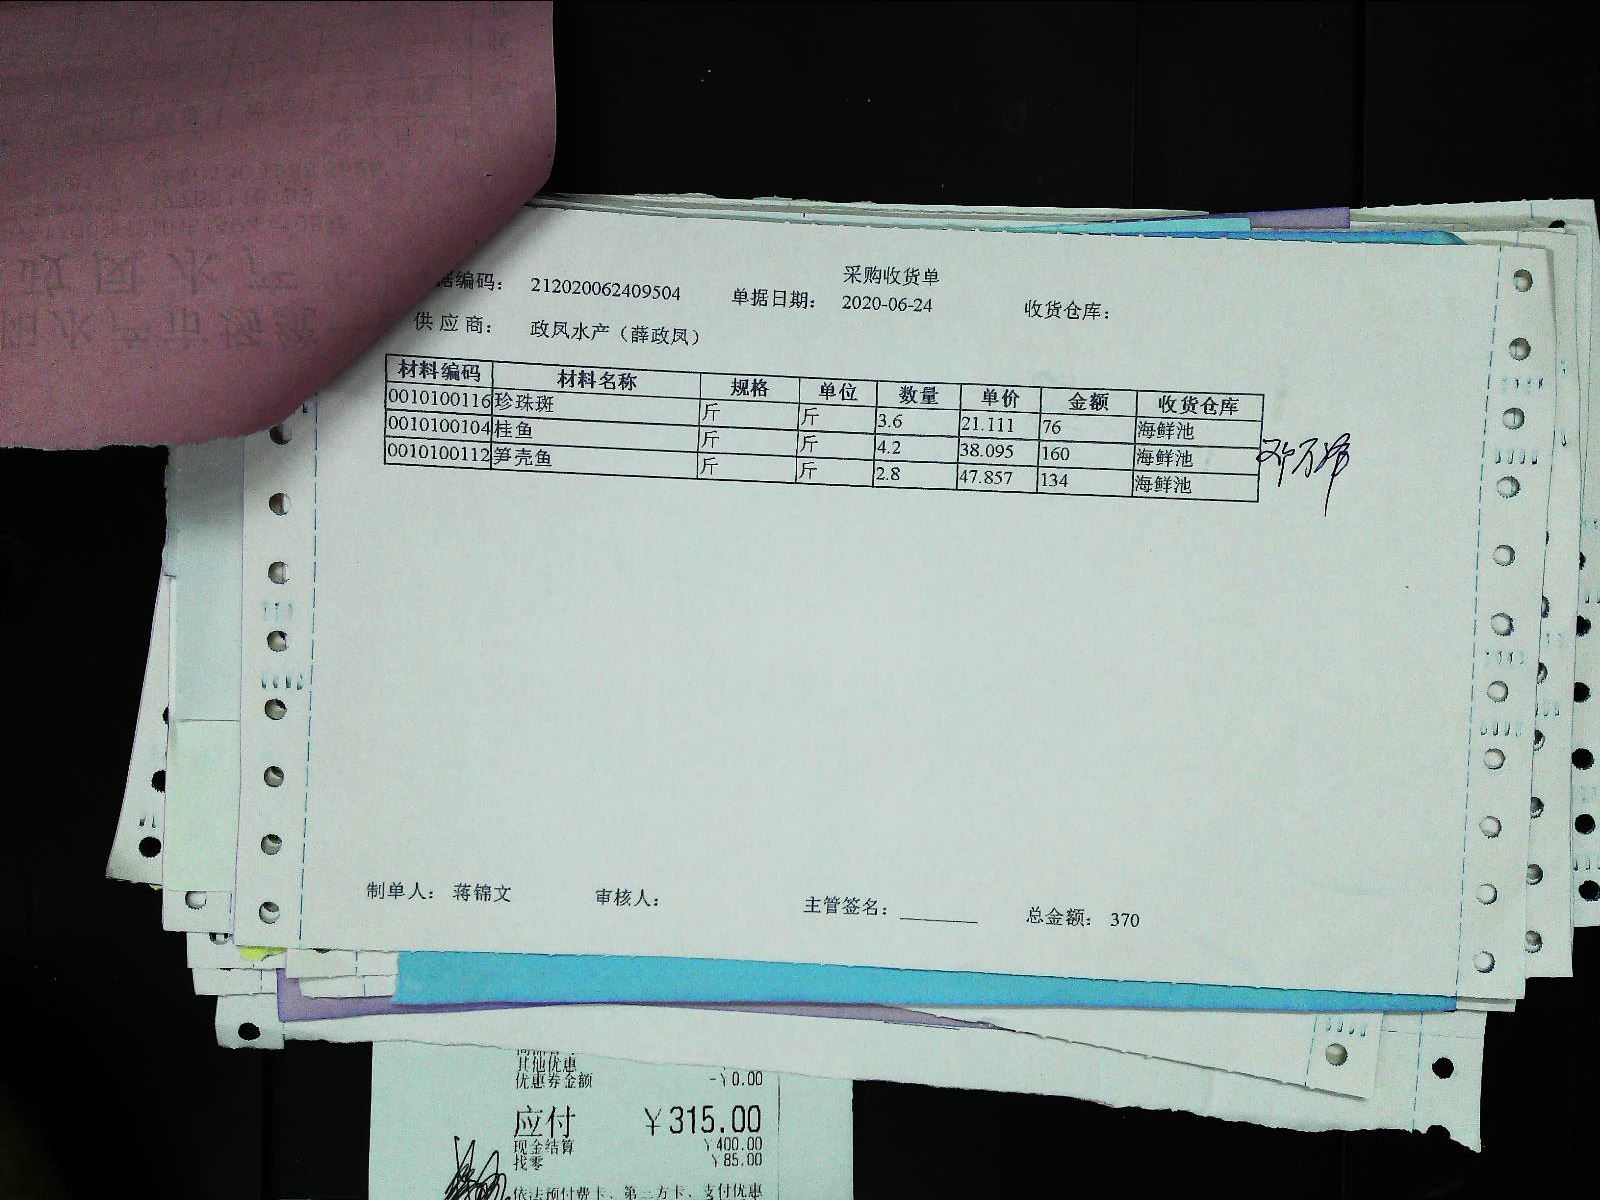 采购收货单
据编码： 212020062409504 单据日期： 2020-06-24 收货仓库：
供应商： 政凤水产（薛政凤）
材料编码 材料名称 规格 单位 数量 单价 金额 收货仓库
0010100116 珍珠斑 斤 斤 3.6 21.111 76 海鲜池
0010100104 桂鱼 斤 斤 4.2 38.095 160 海鲜池
0010100112 笋壳鱼 斤 斤 2.8 47.857 134 海鲜池
制单人： 蒋锦文 审核人： 主管签名： 总金额： 370
其他优惠
优惠券金额 -¥0.00
应付 ¥315.00
现金结算 ¥400.00
找零 ¥85.00
依法预付费卡、第三方卡、支付优惠